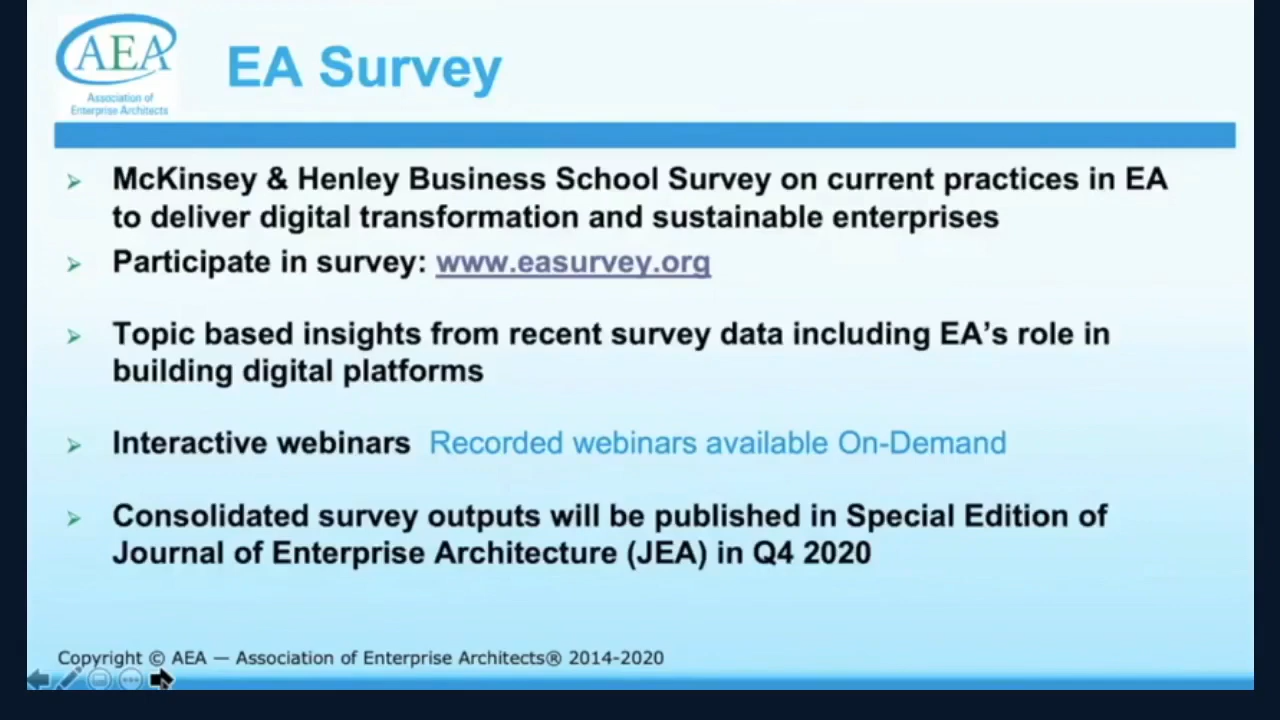 AEA
Association of
Enterprise Architects
EA Survey
McKinsey & Henley Business School Survey on current practices in EA
to deliver digital transformation and sustainable enterprises
Participate in survey: www.easurvey.org
Topic based insights from recent survey data including EA’s role in
building digital platforms
Interactive webinars Recorded webinars available On-Demand
Consolidated survey outputs will be published in Special Edition of
Journal of Enterprise Architecture (JEA) in Q4 2020
Copyright © AEA — Association of Enterprise Architects® 2014-2020